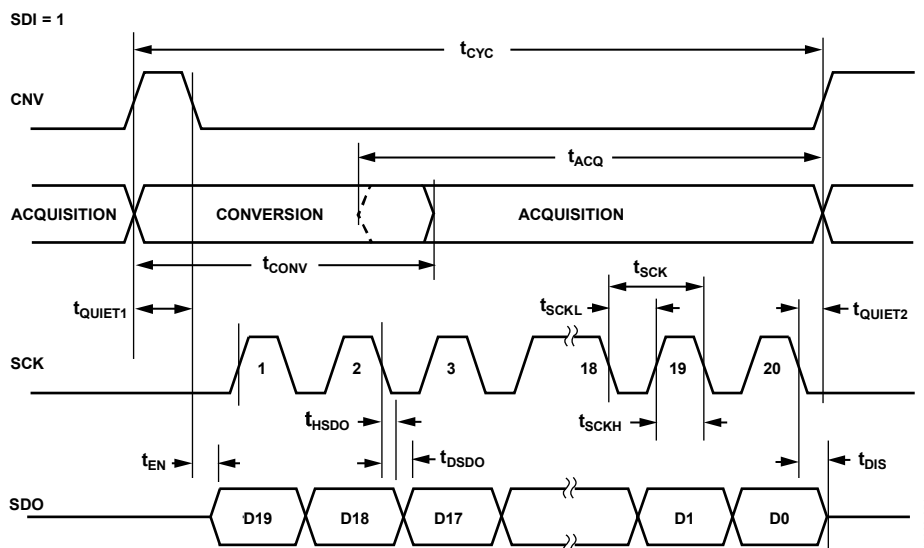 SDI = 1
tCYC
CNV
tACQ
ACQUISITION CONVERSION ACQUISITION
tCONV
tSCK
tQUIET1
tSCKL
tQUIET2
SCK 1 2 3 18 19 20
tHSDO
tSCKH
tEN
tDSDO
tDIS
SDO D19 D18 D17 D1 D0